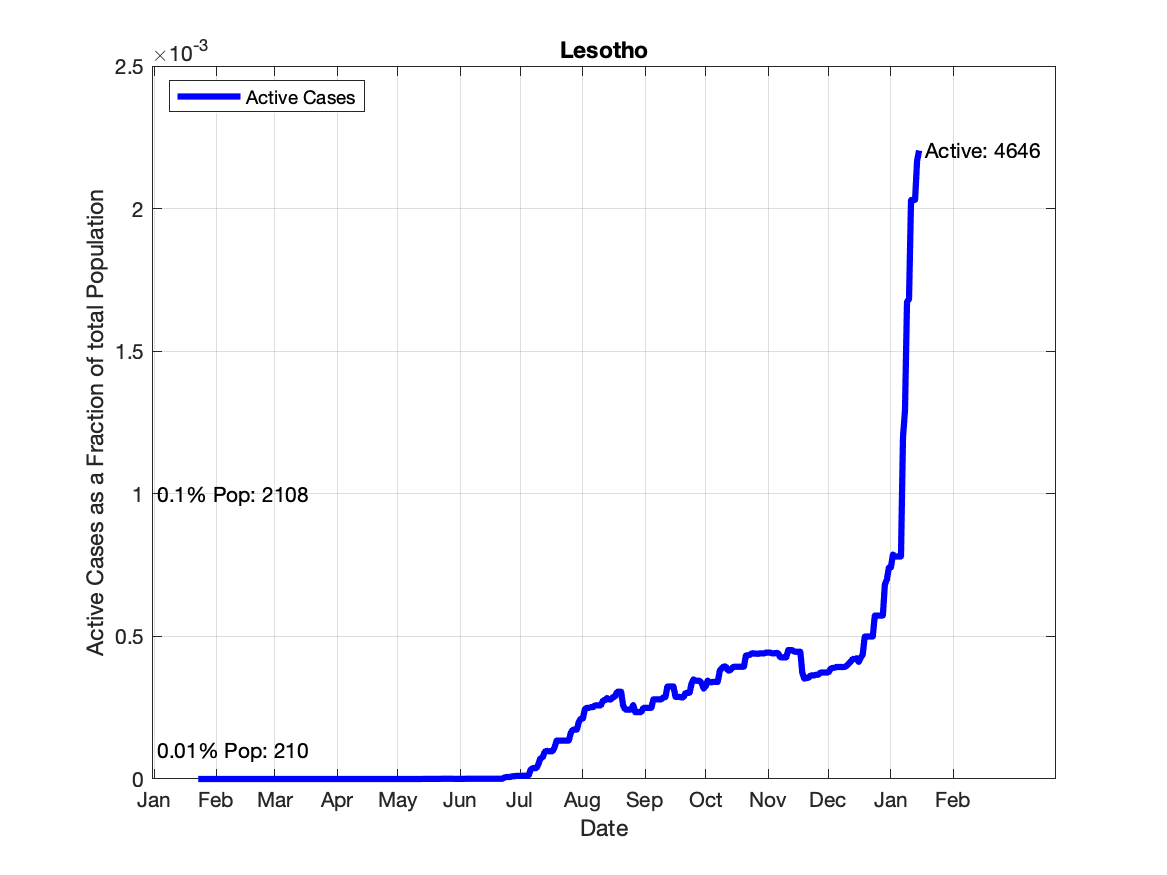 Lesotho
×10-3
2.5
2
1.5
1
0.5
0
Active Cases
Active: 4646
0.1% Pop: 2108
0.01% Pop: 210
Active Cases as a Fraction of total Population
Jan Feb Mar Apr May Jun Jul Aug Sep Oct Nov Dec Jan Feb
Date